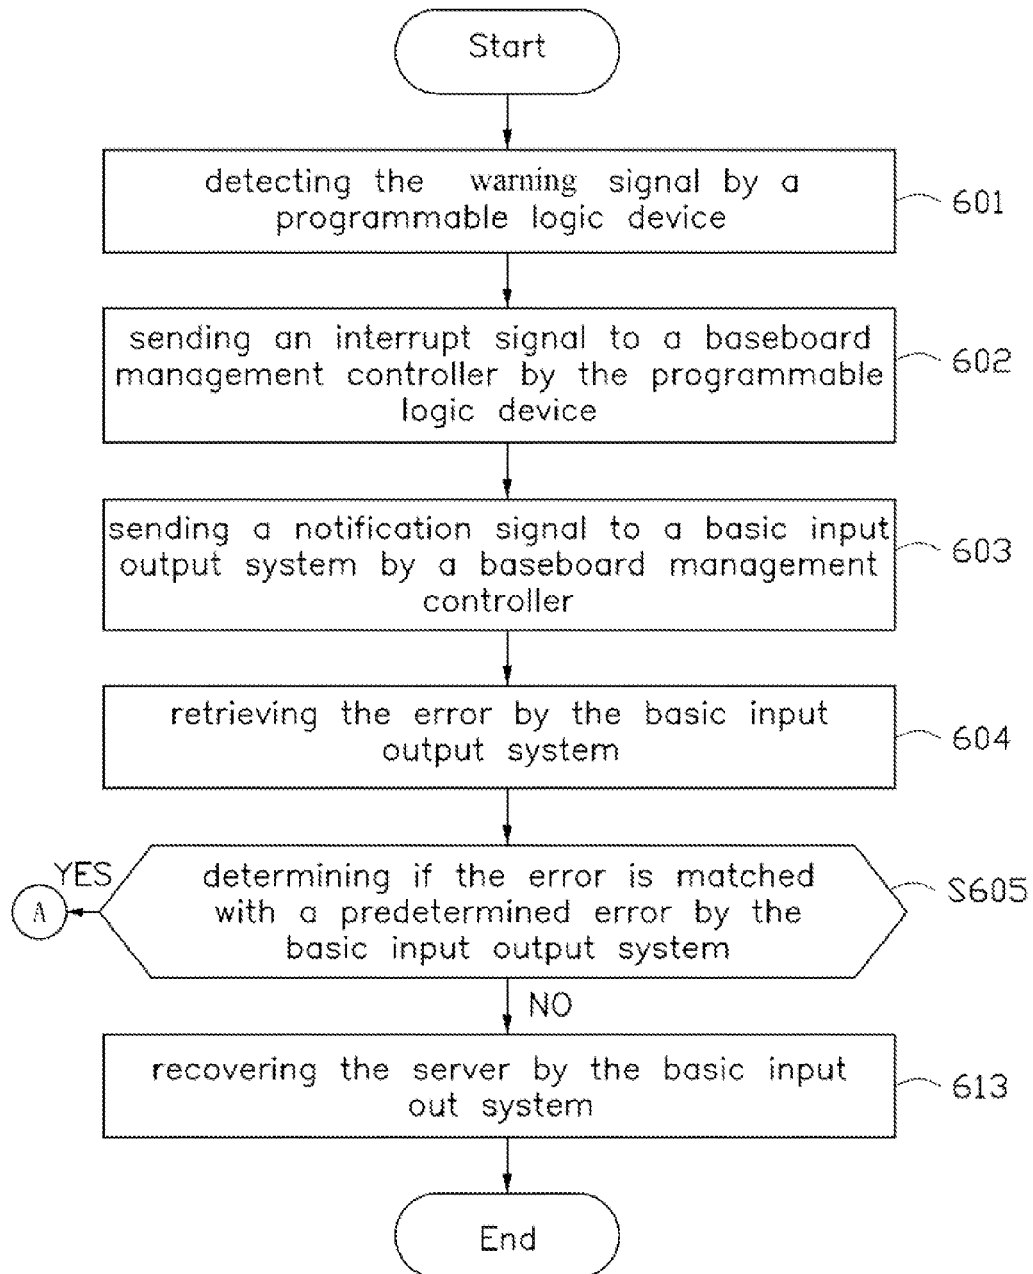 Start
detecting the warning signal by a
programmable logic device
601
sending an interrupt signal to a baseboard
management controller by the programmable
logic device
602
sending a notification signal to a basic input
output system by a baseboard management
controller
603
retrieving the error by the basic input
output system
604
YES
A
determining if the error is matched
with a predetermined error by the
basic input output system
S605
NO
recovering the server by the basic input
out system
613
End